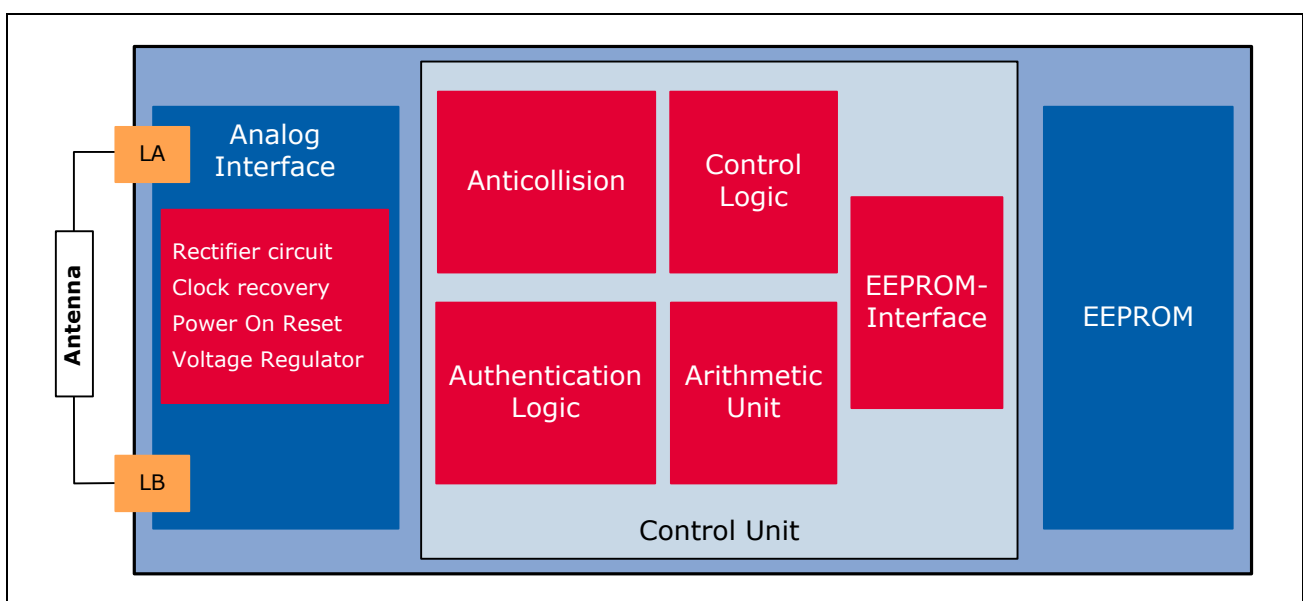 Antenna
LA
LB
Analog
Interface
Rectifier circuit
Clock recovery
Power On Reset
Voltage Regulator
Anticollision
Control
Logic
Authentication
Logic
Arithmetic
Unit
EEPROM-
Interface
Control Unit
EEPROM